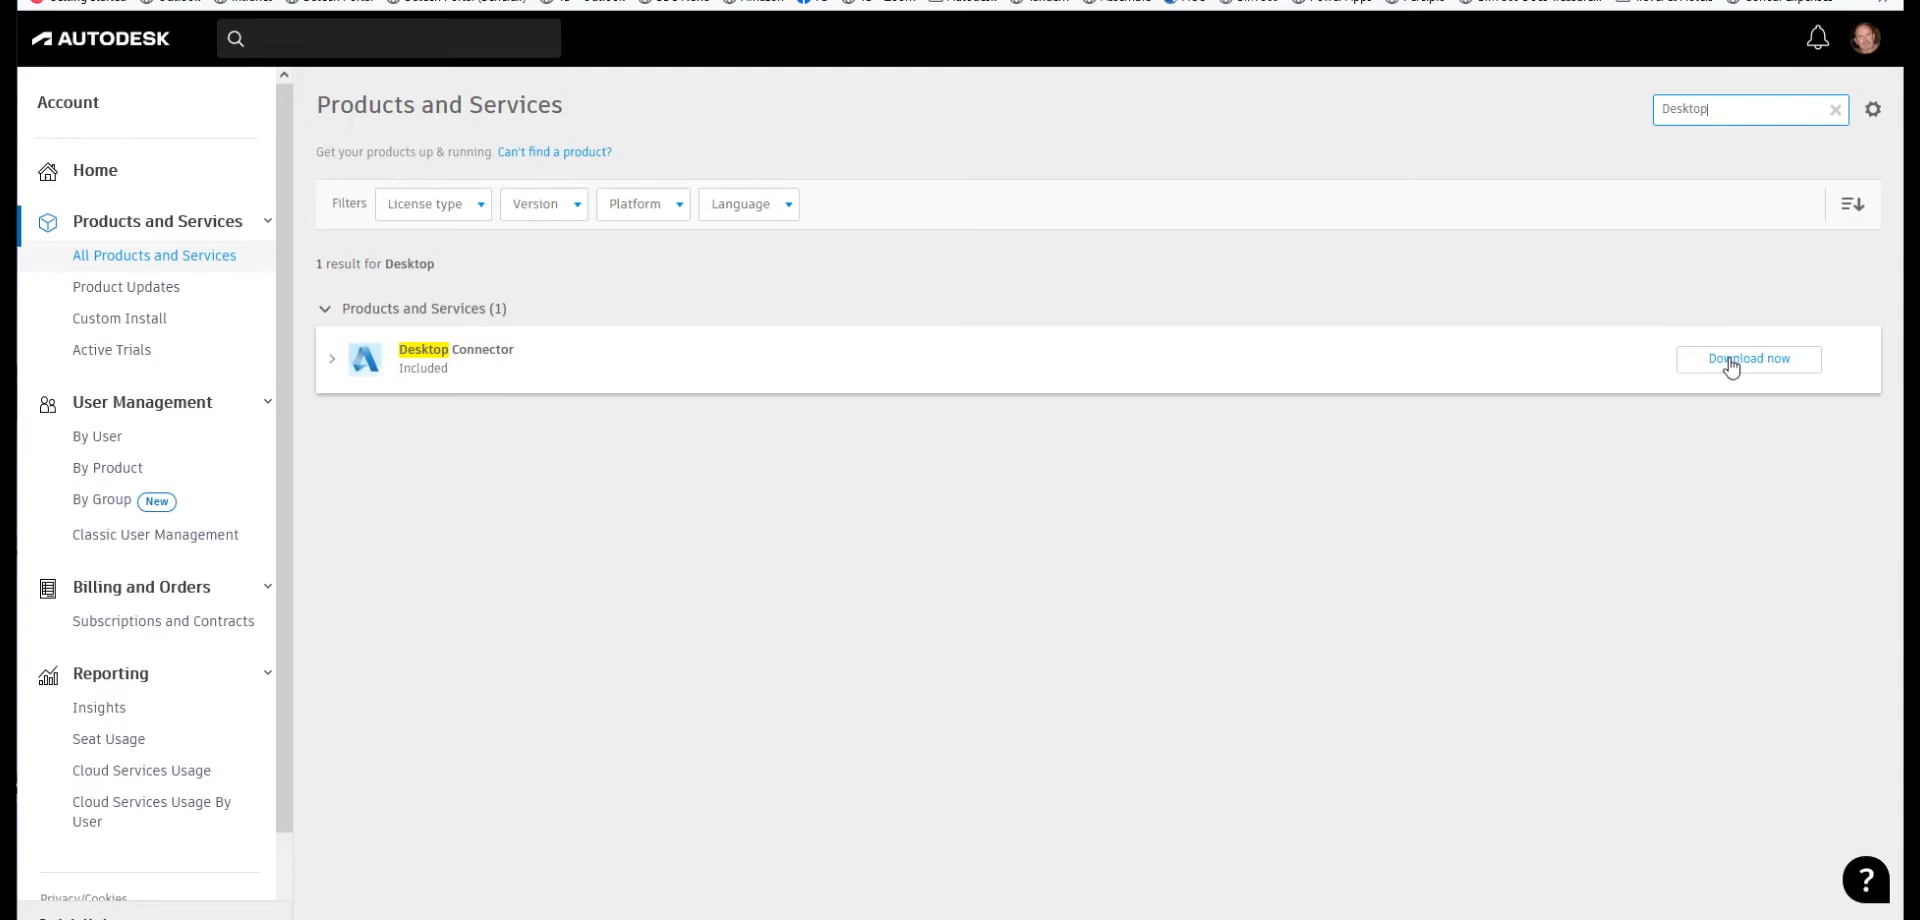 AUTODESK
Account
Home
Products and Services
All Products and Services
Product Updates
Custom Install
Active Trials
User Management
By User
By Product
By Group New
Classic User Management
Billing and Orders
Subscriptions and Contracts
Reporting
Insights
Seat Usage
Cloud Services Usage
Cloud Services Usage By
User
Privacy/Cookies
Products and Services
Desktop
Get your products up & running. Can't find a product?
Filters License type Version Platform Language
1 result for Desktop
Products and Services (1)
Desktop Connector
Included
Download now
?